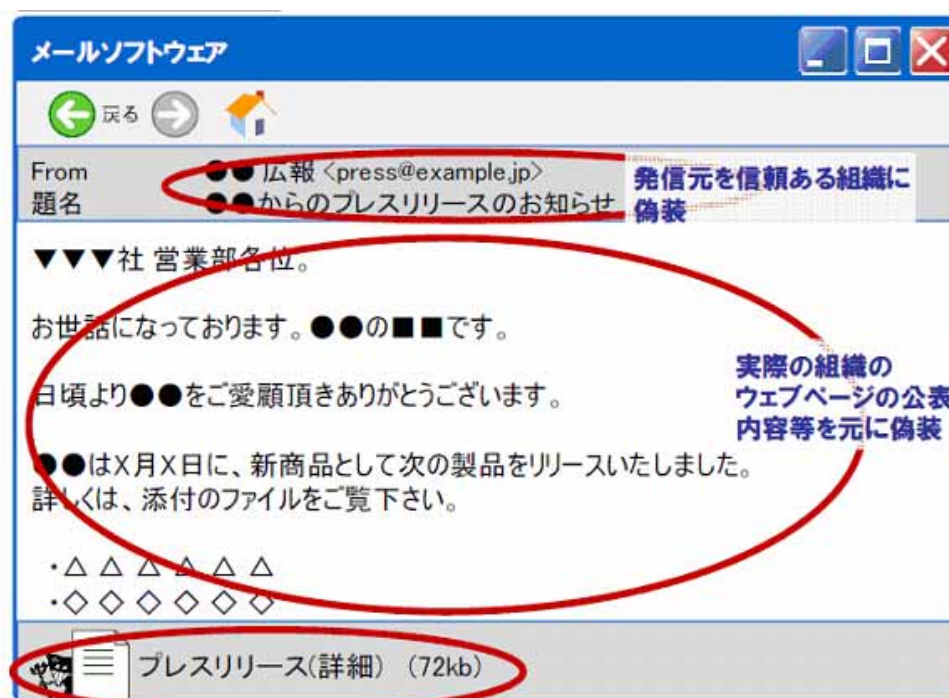 メールソフトウェア
戻る
From ●● 広報 <press@example.jp>
題名 ●●からのプレスリリースのお知らせ
発信元を信頼ある組織に
偽装
▼▼▼社 営業部各位。
お世話になっております。●●の■■です。
日頃より●●をご愛顧頂きありがとうございます。
●●はX月X日に、新商品として次の製品をリリースいたしました。
詳しくは、添付のファイルをご覧下さい。
実際の組織の
ウェブページの公表
内容等を元に偽装
・△△△△△△
・◇◇◇◇◇◇
プレスリリース(詳細) (72kb)